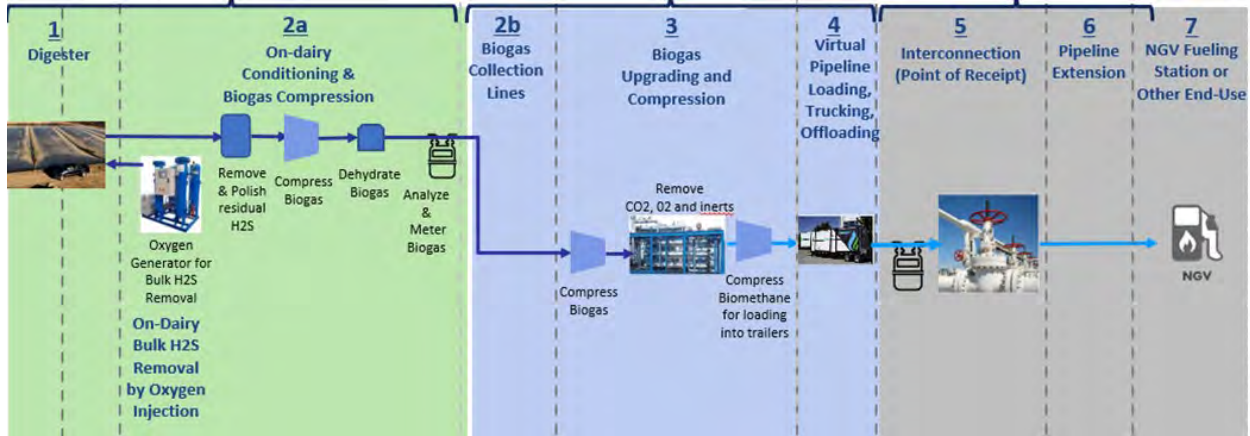 1
Digester
2a
On-dairy
Conditioning &
Biogas Compression
2b
Biogas
Collection
Lines
3
Biogas
Upgrading and
Compression
4
Virtual
Pipeline
Loading,
Trucking,
Offloading
5
Interconnection
(Point of Receipt)
6
Pipeline
Extension
7
NGV Fueling
Station or
Other End-Use
Oxygen
Generator for
Bulk H2S
Removal
On-Dairy
Bulk H2S
Removal
by Oxygen
Injection
Remove
& Polish
residual
H2S
Compress
Biogas
Dehydrate
Biogas
Analyze
&
Meter
Biogas
Compress
Biogas
Remove
CO2, 02 and inerts
Compress
Biomethane
for loading
into trailers
NGV